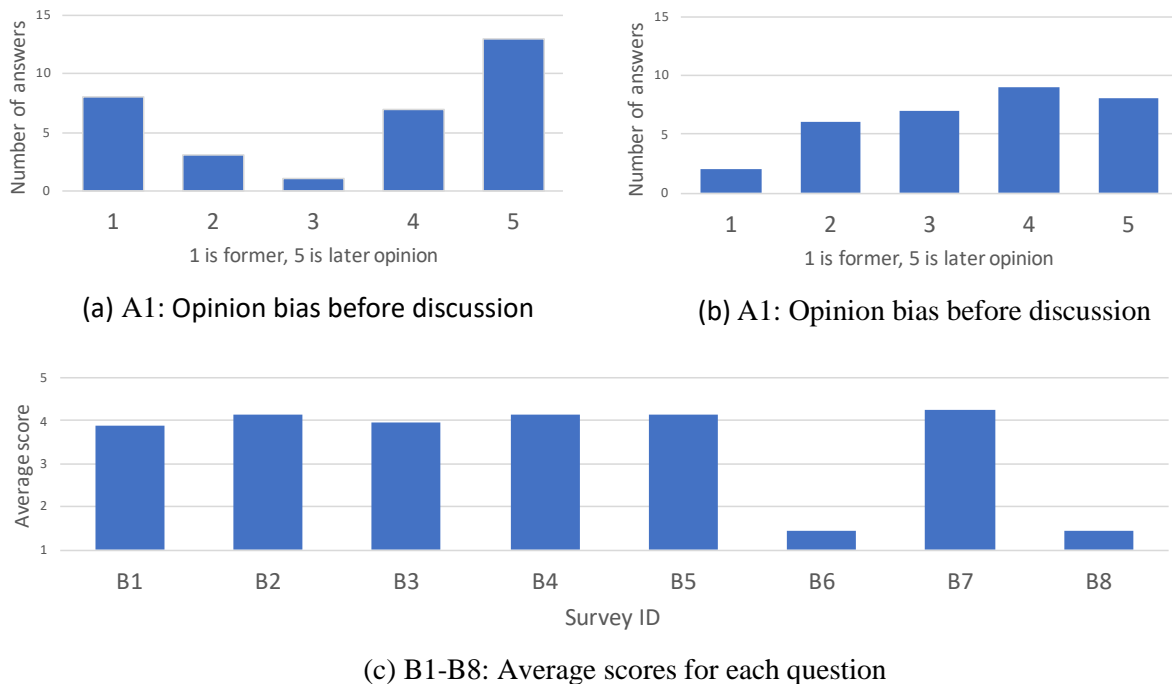 15
10
5
0
Number of answers
1 2 3 4 5
1 is former, 5 is later opinion
(a) A1: Opinion bias before discussion
15
10
5
0
Number of answers
1 2 3 4 5
1 is former, 5 is later opinion
(b) A1: Opinion bias before discussion
5
4
3
2
1
Average score
B1 B2 B3 B4 B5 B6 B7 B8
Survey ID
(c) B1-B8: Average scores for each question